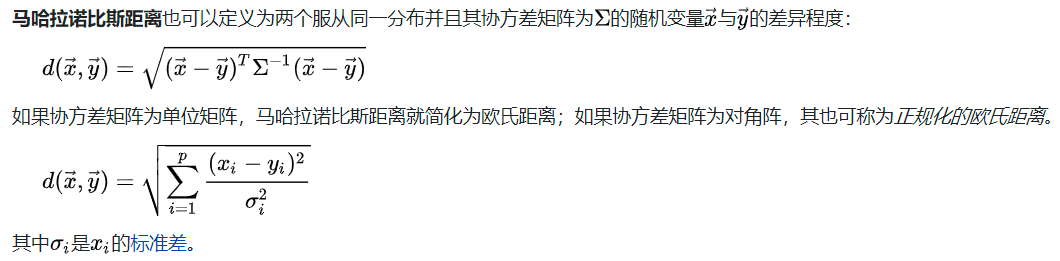 马哈拉诺比斯距离也可以定义为两个服从同一分布并且其协方差矩阵为Σ的随机变量$\vec{x}$与$\vec{y}$的差异程度：
$d(\vec{x},\vec{y})=\sqrt{(\vec{x}-\vec{y})^T\Sigma^{-1}(\vec{x}-\vec{y})}$
如果协方差矩阵为单位矩阵，马哈拉诺比斯距离就简化为欧氏距离；如果协方差矩阵为对角阵，其也可称为正规化的欧氏距离。
$d(\vec{x},\vec{y})=\sqrt{\sum_{i=1}^{p}\frac{(x_i-y_i)^2}{\sigma_i^2}}$
其中$\sigma_i$是$x_i$的标准差。